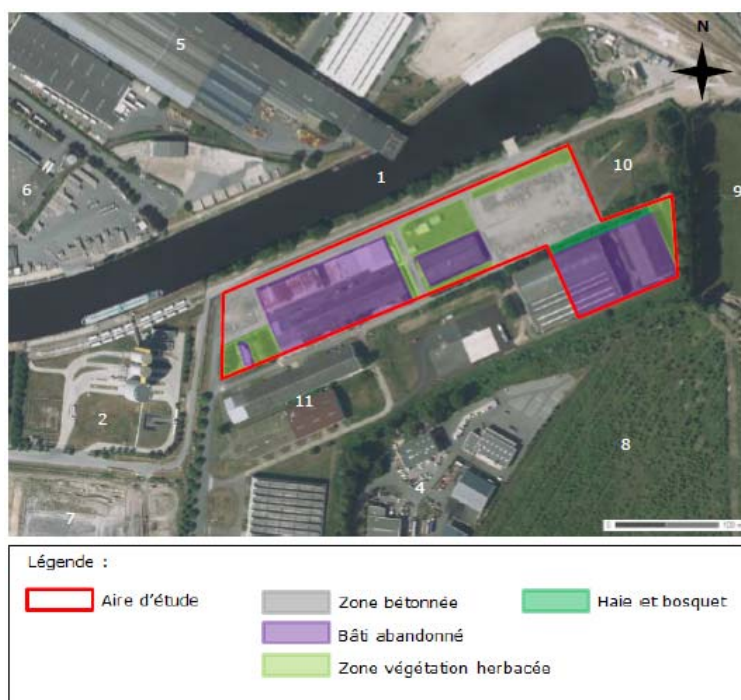 N
5
10
6
1
9
2
11
8
7
4
Légende :
Aire d'étude
Zone bétonnée
Haie et bosquet
Bâti abandonné
Zone végétation herbacée